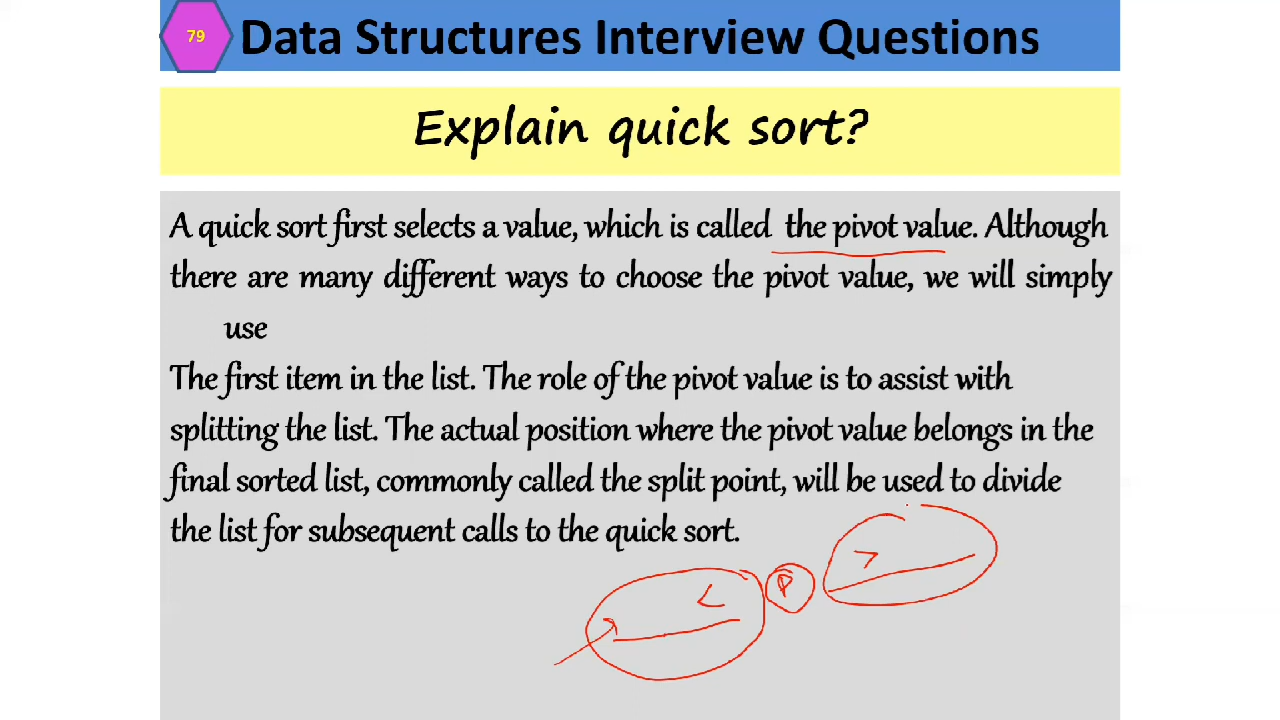 79
Data Structures Interview Questions
Explain quick sort?
A quick sort first selects a value, which is called the pivot value. Although
there are many different ways to choose the pivot value, we will simply
use
The first item in the list. The role of the pivot value is to assist with
splitting the list. The actual position where the pivot value belongs in the
final sorted list, commonly called the split point, will be used to divide
the list for subsequent calls to the quick sort.
< P >